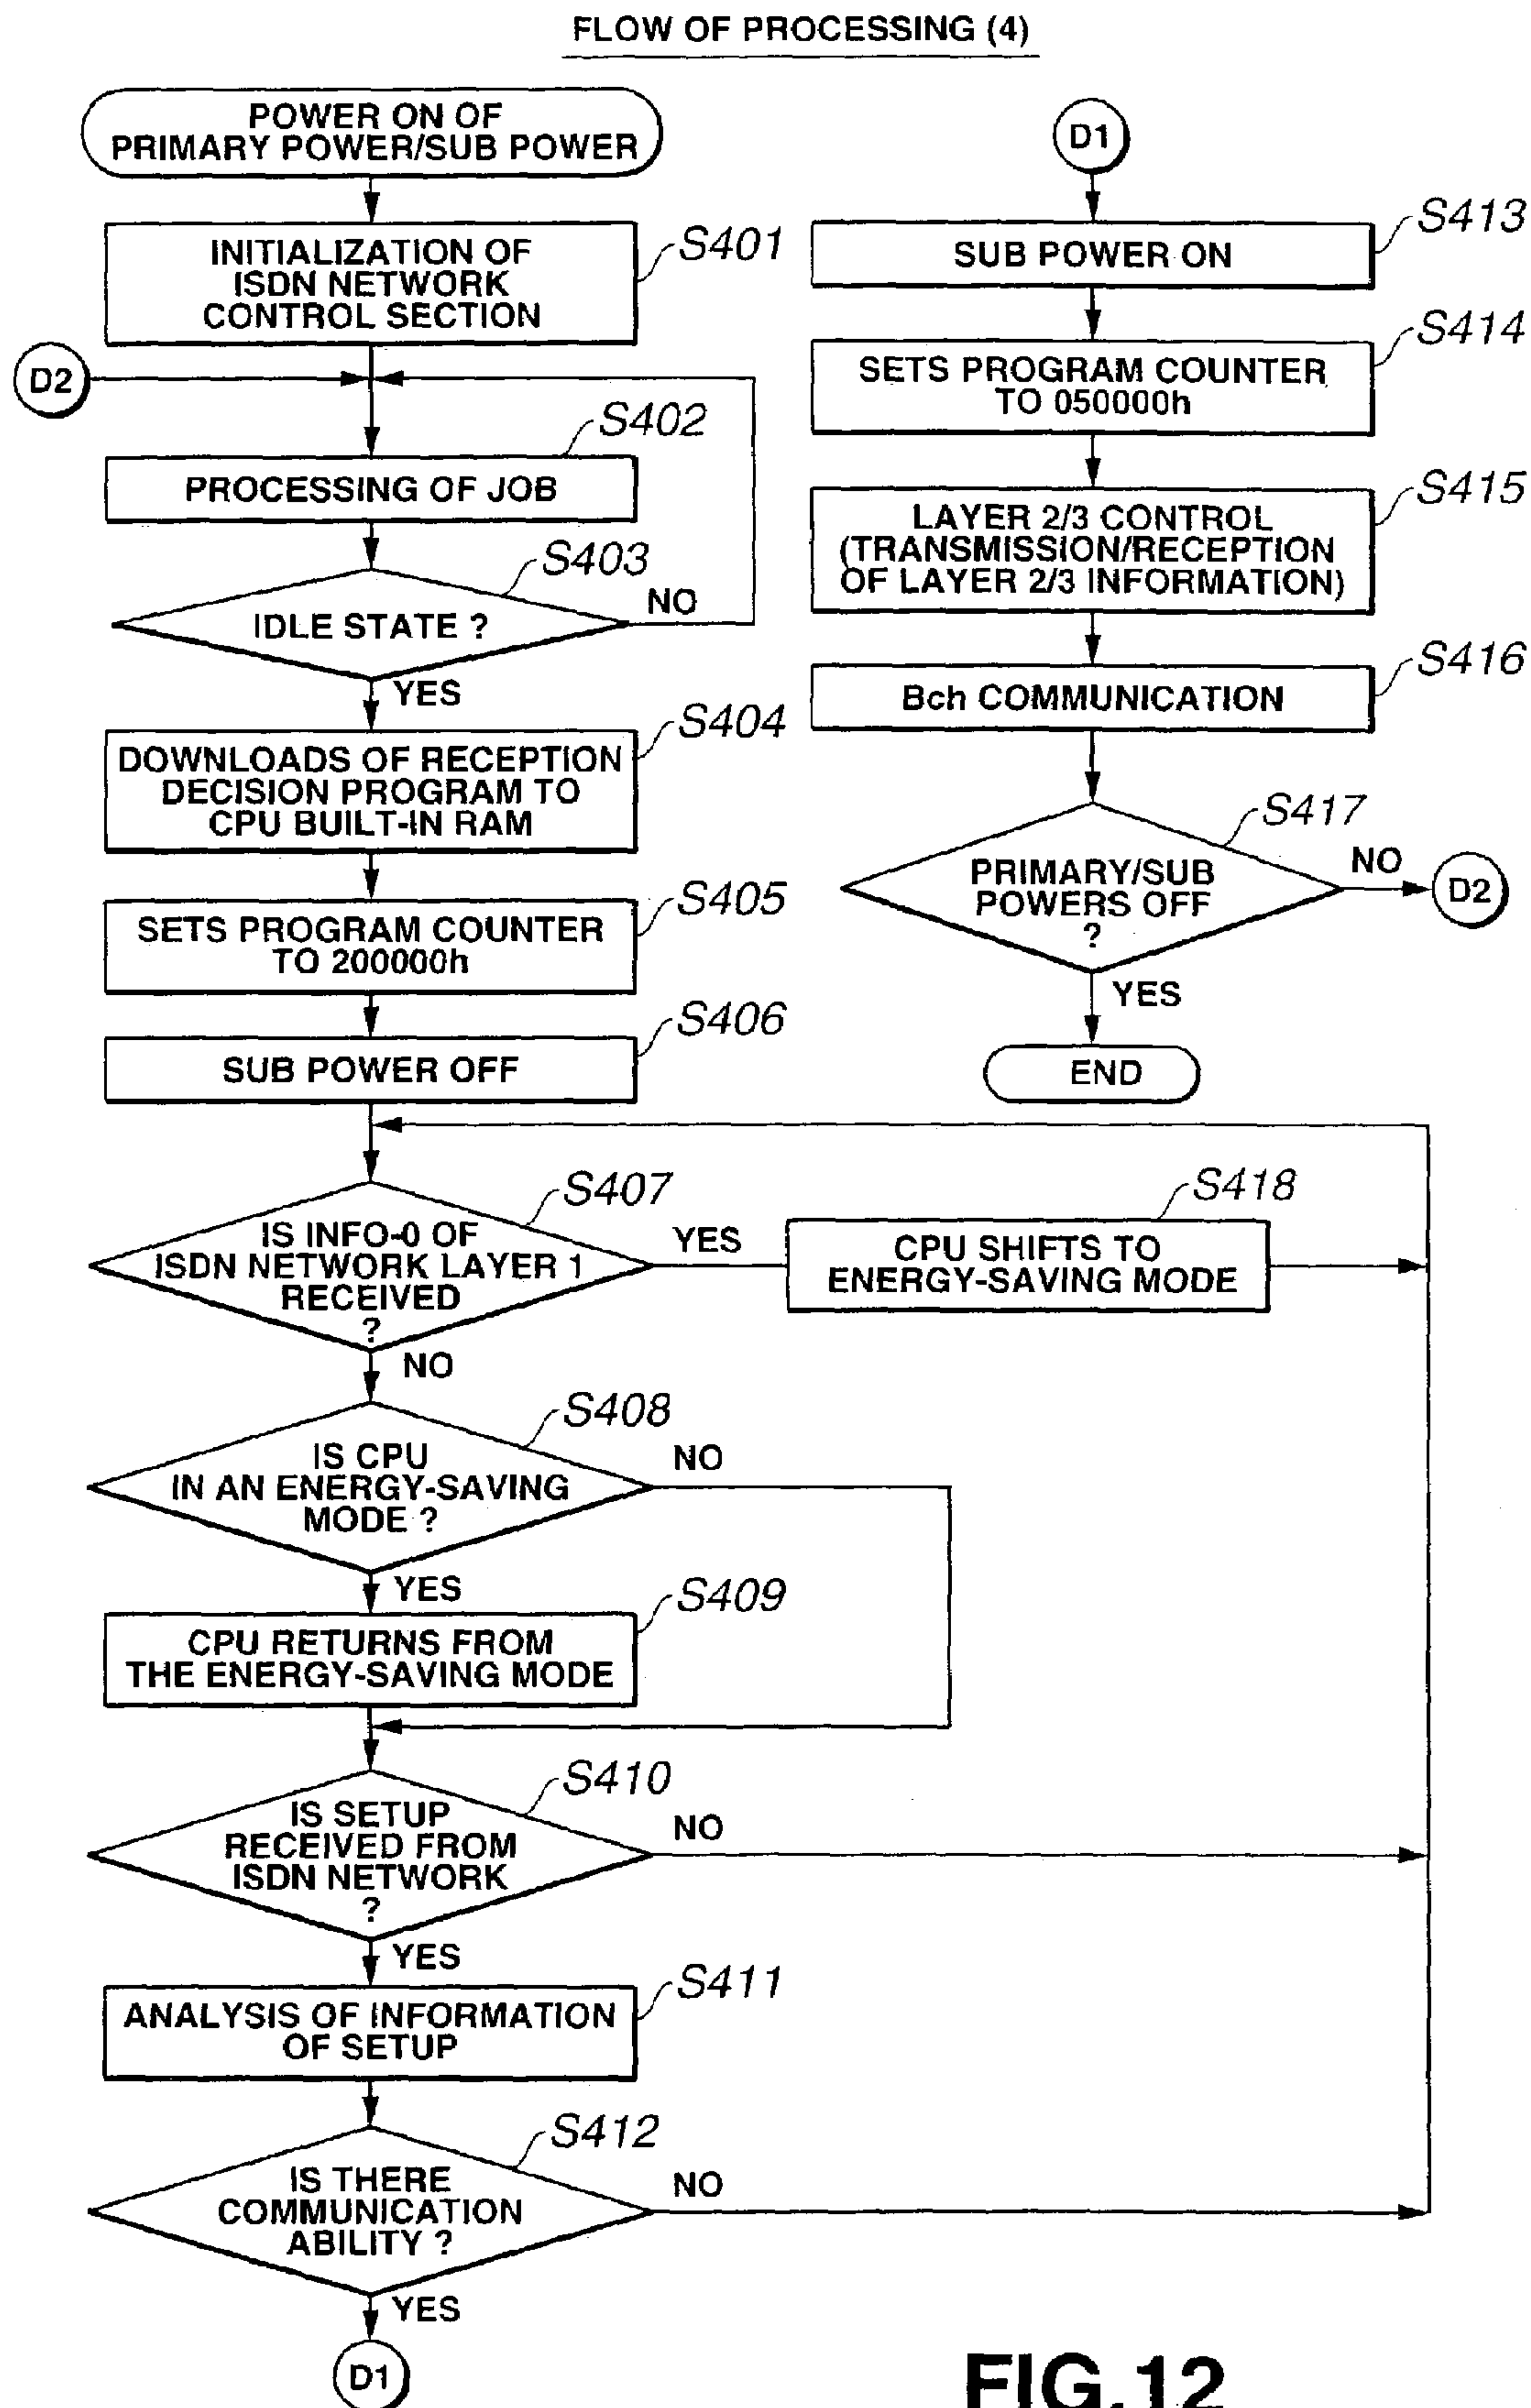 FLOW OF PROCESSING (4)
POWER ON OF
PRIMARY POWER/SUB POWER
INITIALIZATION OF
ISDN NETWORK
CONTROL SECTION
S401
D2
S402
PROCESSING OF JOB
S403
IDLE STATE ?
NO
YES
S404
DOWNLOADS OF RECEPTION
DECISION PROGRAM TO
CPU BUILT-IN RAM
S405
SETS PROGRAM COUNTER
TO 200000h
S406
SUB POWER OFF
S407
IS INFO-0 OF
ISDN NETWORK LAYER 1
RECEIVED
?
YES
S418
CPU SHIFTS TO
ENERGY-SAVING MODE
NO
S408
IS CPU
IN AN ENERGY-SAVING
MODE ?
NO
YES
S409
CPU RETURNS FROM
THE ENERGY-SAVING MODE
S410
IS SETUP
RECEIVED FROM
ISDN NETWORK
?
NO
YES
S411
ANALYSIS OF INFORMATION
OF SETUP
S412
IS THERE
COMMUNICATION
ABILITY ?
NO
YES
D1
D1
S413
SUB POWER ON
S414
SETS PROGRAM COUNTER
TO 050000h
S415
LAYER 2/3 CONTROL
(TRANSMISSION/RECEPTION
OF LAYER 2/3 INFORMATION)
S416
Bch COMMUNICATION
S417
PRIMARY/SUB
POWERS OFF
?
NO
D2
YES
END
FIG.12